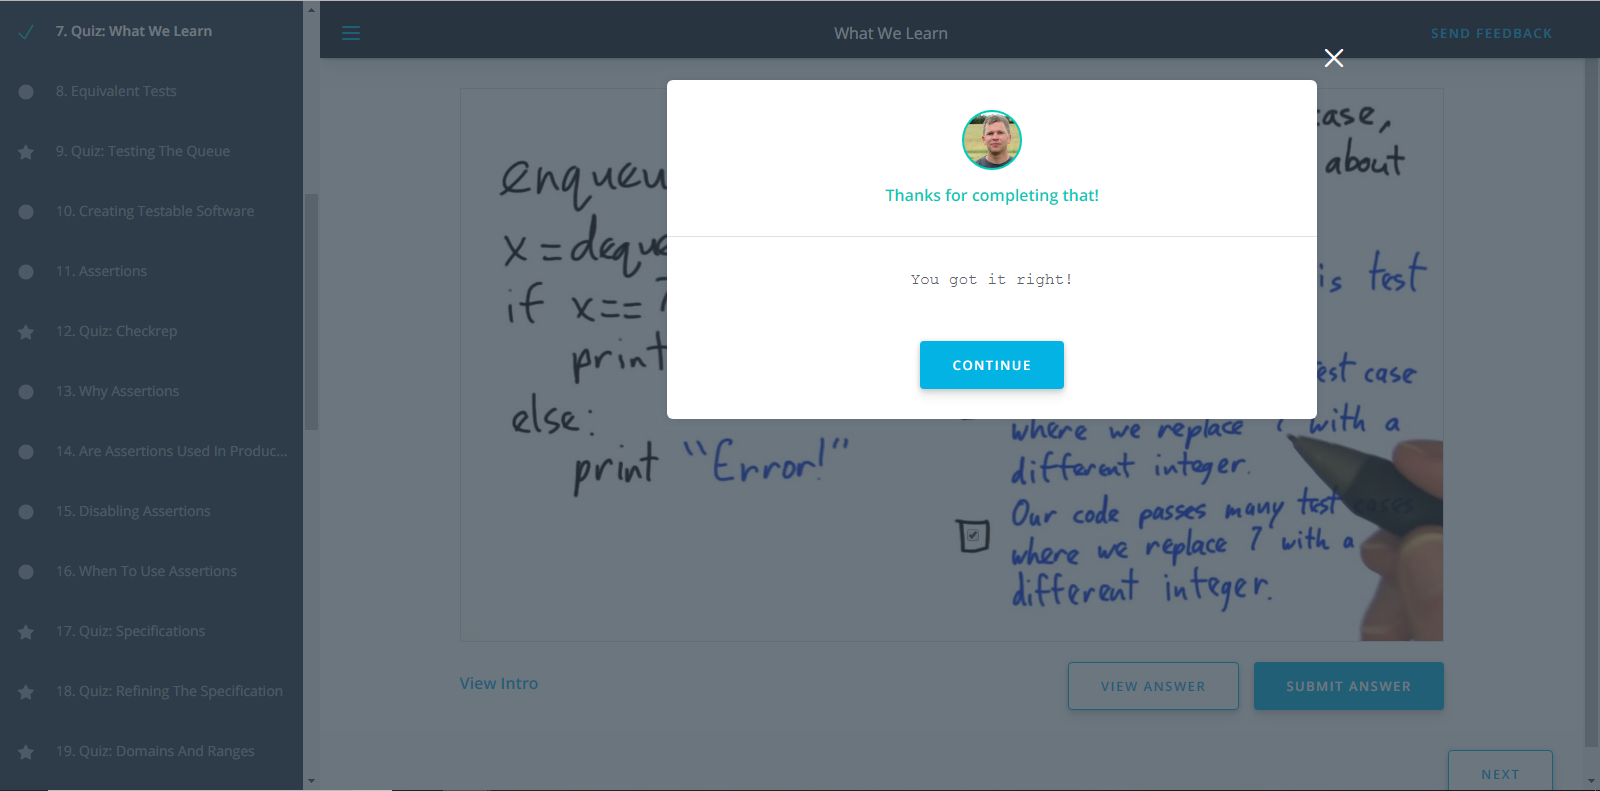 7. Quiz: What We Learn
8. Equivalent Tests
9. Quiz: Testing The Queue
10. Creating Testable Software
11. Assertions
12. Quiz: Checkrep
13. Why Assertions
14. Are Assertions Used In Produc...
15. Disabling Assertions
16. When To Use Assertions
17. Quiz: Specifications
18. Quiz: Refining The Specification
19. Quiz: Domains And Ranges
What We Learn
SEND FEEDBACK
Thanks for completing that!
You got it right!
CONTINUE
enqueu
x = deque
if x == 7
print
else:
print "Error!"
case,
about
is test
est case
where we replace 7 with a
different integer.
Our code passes many test cases
where we replace 7 with a
different integer.
View Intro
VIEW ANSWER
SUBMIT ANSWER
NEXT